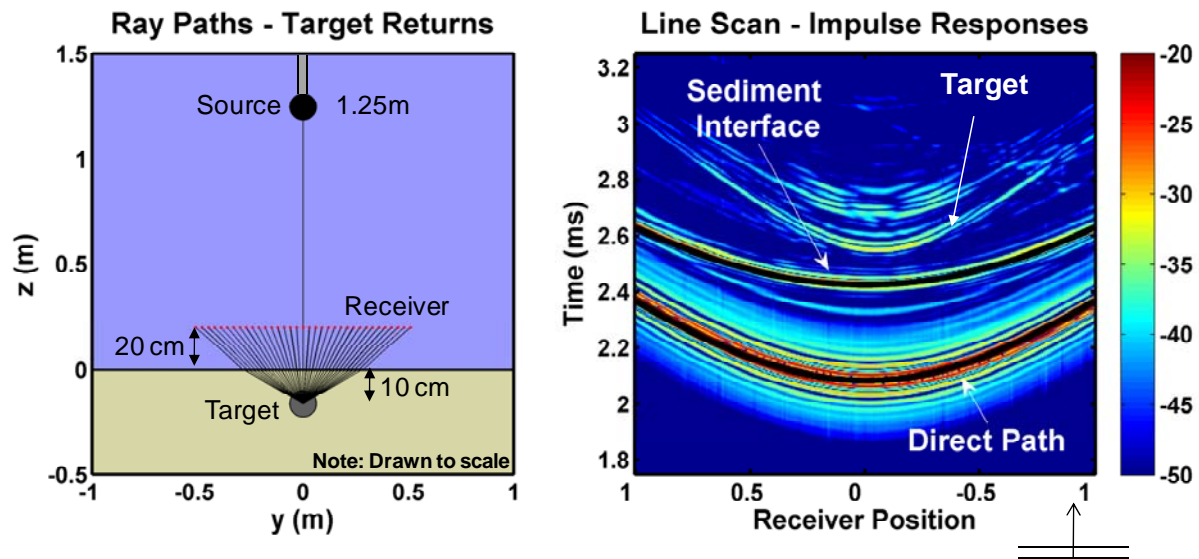 Ray Paths - Target Returns
1.5
1
0.5
0
-0.5
z (m)
Source
1.25m
Receiver
20 cm
10 cm
Target
Note: Drawn to scale
-1
-0.5
0
0.5
1
y (m)
Line Scan - Impulse Responses
3.2
3
2.8
2.6
2.4
2.2
2
1.8
Time (ms)
Sediment
Interface
Target
Direct Path
1
0.5
0
-0.5
1
Receiver Position
-20
-25
-30
-35
-40
-45
-50